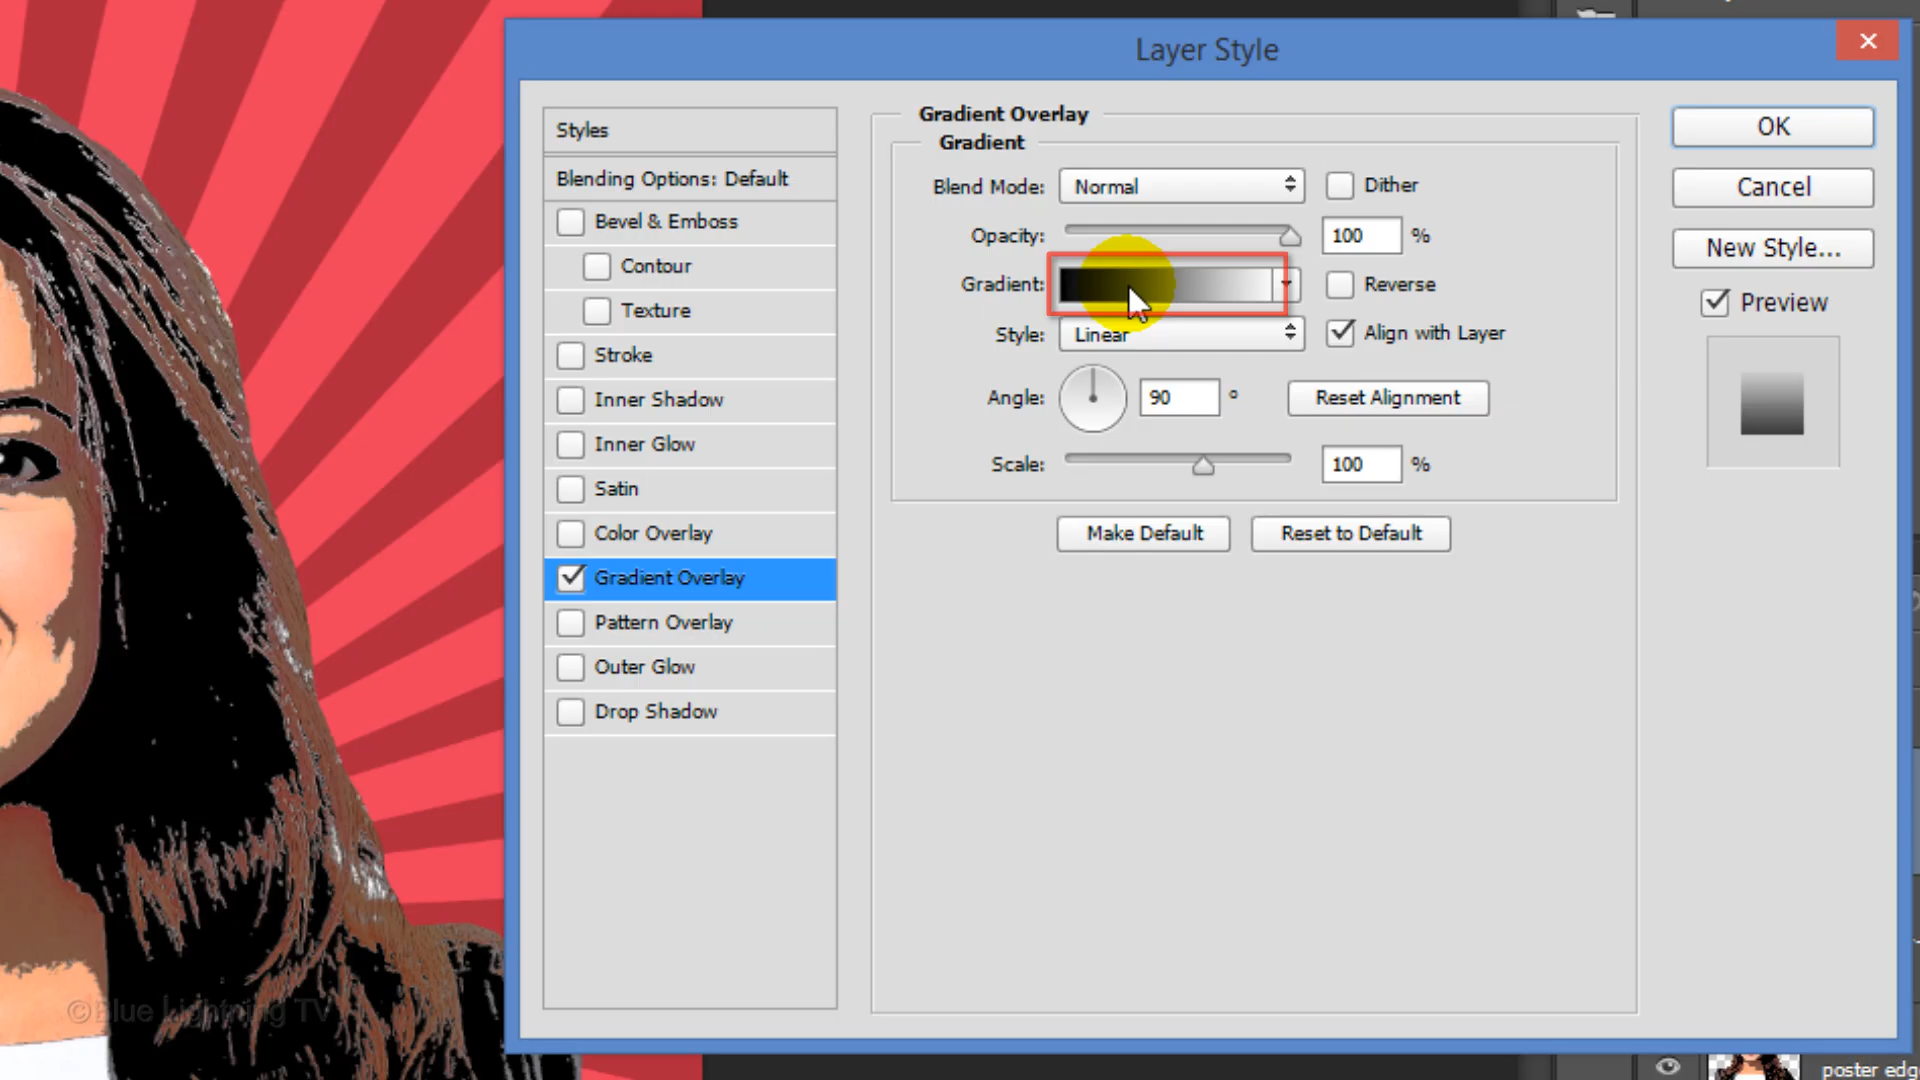 Layer Style
Styles
Blending Options: Default
Bevel & Emboss
Contour
Texture
Stroke
Inner Shadow
Inner Glow
Satin
Color Overlay
Gradient Overlay
Pattern Overlay
Outer Glow
Drop Shadow
Gradient Overlay
Gradient
Blend Mode: Normal Dither
Opacity: 100 %
Gradient: Reverse
Style: Linear Align with Layer
Angle: 90 ° Reset Alignment
Scale: 100 %
Make Default Reset to Default
OK
Cancel
New Style...
Preview
©Blue Lightning TV
poster edg